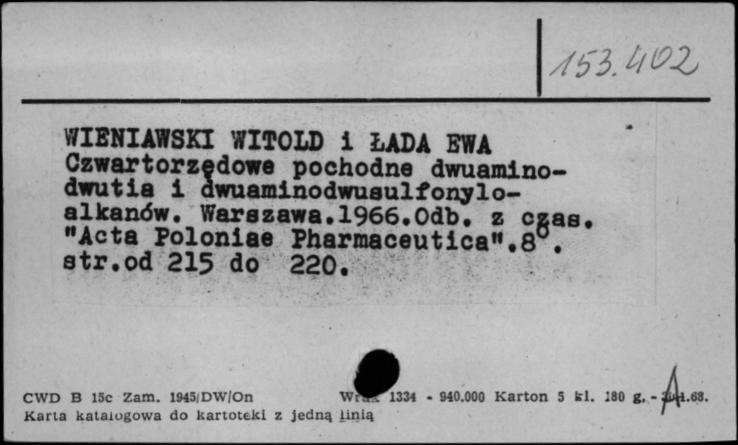 153.402
WIENIAWSKI WITOLD i ŁADA EWA
Czwartorzędowe pochodne dwuamino-
dwutia i dwuaminodwusulfonylo-
alkanów. Warszawa.1966.Odb. z czas.
"Acta Poloniae Pharmaceutica".8°.
str.od 215 do 220.
CWD B 15c Zam. 1945/DW/On 1334 - 940.000 Karton 5 kl. 180 g. - A .68.
Karta katalogowa do kartoteki z jedną linią